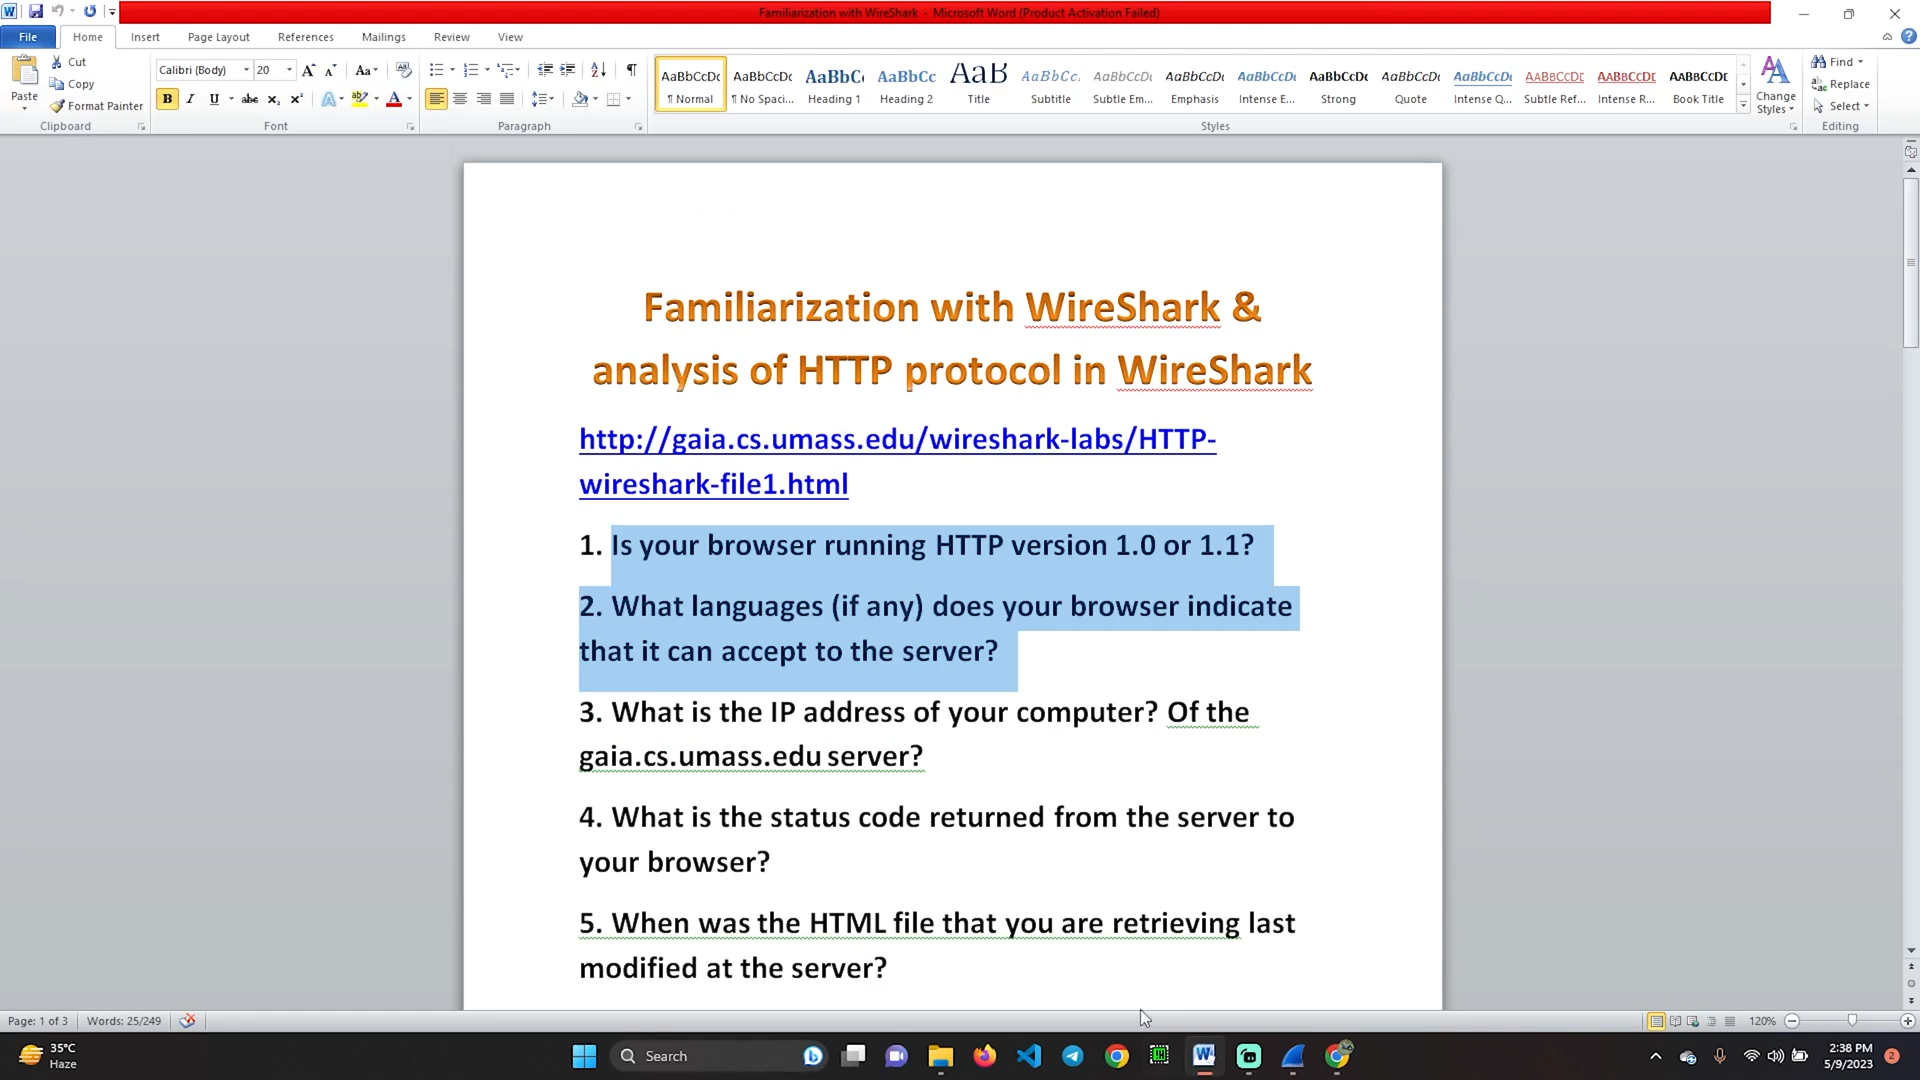 Familiarization with WireShark - Microsoft Word (Product Activation Failed)
File Home Insert Page Layout References Mailings Review View
Paste
Cut
Copy
Format Painter
Clipboard
Calibri (Body) 20
Font
Paragraph
AaBbCcDc AaBbCcDc AaBbCc AaBbCc AaB AaBbCc. AaBbCcDc AaBbCcDc AaBbCcDc AaBbCcDc AaBbCcDc AaBbCcDc AABBCCDC AABBCCDC AABBCCDC
¶ Normal ¶ No Spaci... Heading 1 Heading 2 Title Subtitle Subtle Em... Emphasis Intense E... Strong Quote Intense Q... Subtle Ref... Intense R... Book Title
Change Styles
Styles
Find
Replace
Select
Editing
Familiarization with WireShark &
analysis of HTTP protocol in WireShark
http://gaia.cs.umass.edu/wireshark-labs/HTTP-
wireshark-file1.html
1. Is your browser running HTTP version 1.0 or 1.1?
2. What languages (if any) does your browser indicate
that it can accept to the server?
3. What is the IP address of your computer? Of the
gaia.cs.umass.edu server?
4. What is the status code returned from the server to
your browser?
5. When was the HTML file that you are retrieving last
modified at the server?
Page: 1 of 3 Words: 25/249 120%
35°C
Haze
Search
2:38 PM
5/9/2023
2